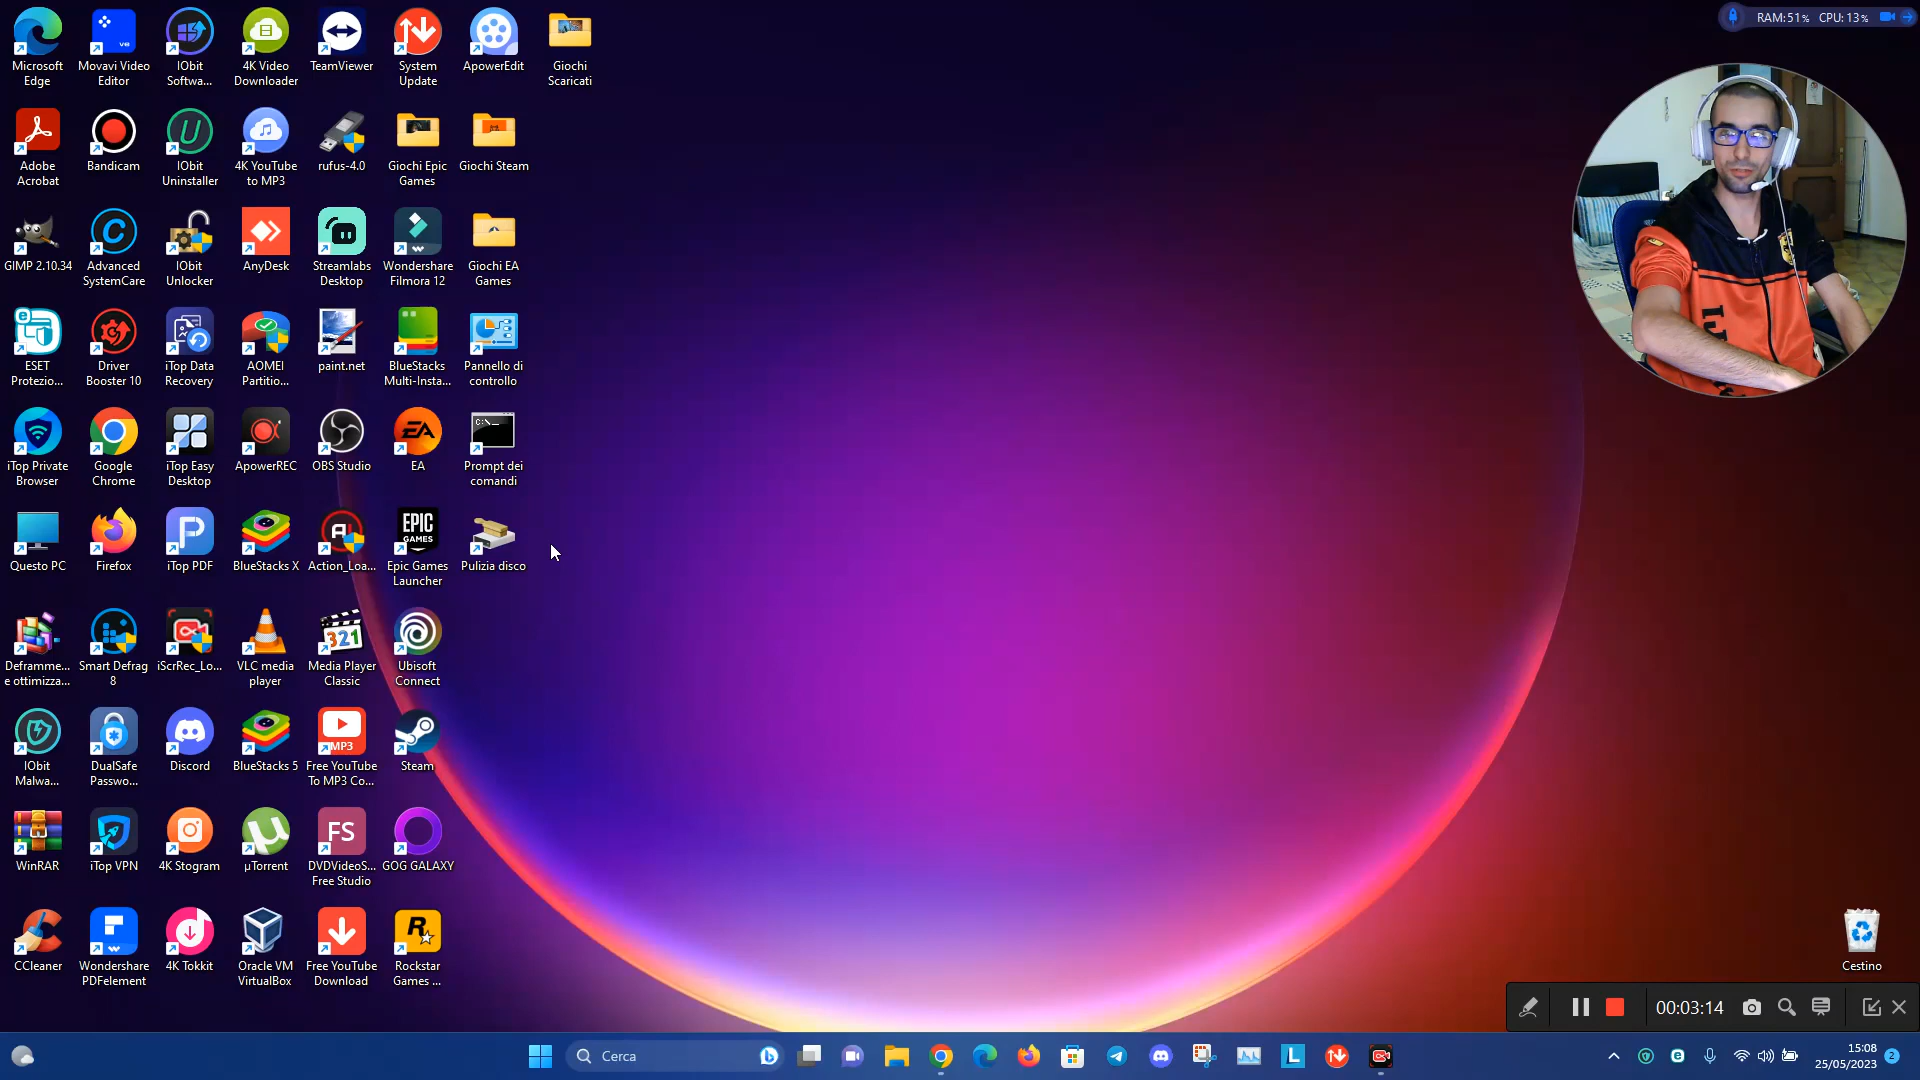 RAM:51% CPU: 13%
Microsoft
Edge
Movavi Video
Editor
IObit
Softwa...
4K Video
Downloader
TeamViewer
System
Update
ApowerEdit
Giochi
Scaricati
Adobe
Acrobat
Bandicam
IObit
Uninstaller
4K YouTube
to MP3
rufus-4.0
Giochi Epic
Games
Giochi Steam
GIMP 2.10.34
Advanced
SystemCare
IObit
Unlocker
AnyDesk
Streamlabs
Desktop
Wondershare
Filmora 12
Giochi EA
Games
ESET
Protezio...
Driver
Booster 10
iTop Data
Recovery
AOMEI
Partitio...
paint.net
BlueStacks
Multi-Insta...
Pannello di
controllo
iTop Private
Browser
Google
Chrome
iTop Easy
Desktop
ApowerREC
OBS Studio
EA
EA
C:\_
Prompt dei
comandi
Questo PC
Firefox
iTop PDF
BlueStacks X
Action_Loa...
EPIC
GAMES
Epic Games
Launcher
Pulizia disco
Deframme...
e ottimizza...
Smart Defrag
8
iScrRec_Lo...
VLC media
player
321
Media Player
Classic
Ubisoft
Connect
IObit
Malwa...
DualSafe
Passwo...
Discord
BlueStacks 5
MP3
Free YouTube
To MP3 Co...
Steam
WinRAR
iTop VPN
4K Stogram
µTorrent
FS
DVDVideoS...
Free Studio
GOG GALAXY
CCleaner
Wondershare
PDFelement
4K Tokkit
Oracle VM
VirtualBox
Free YouTube
Download
Rockstar
Games ...
Cestino
00:03:14
Cerca
15:08
25/05/2023
2